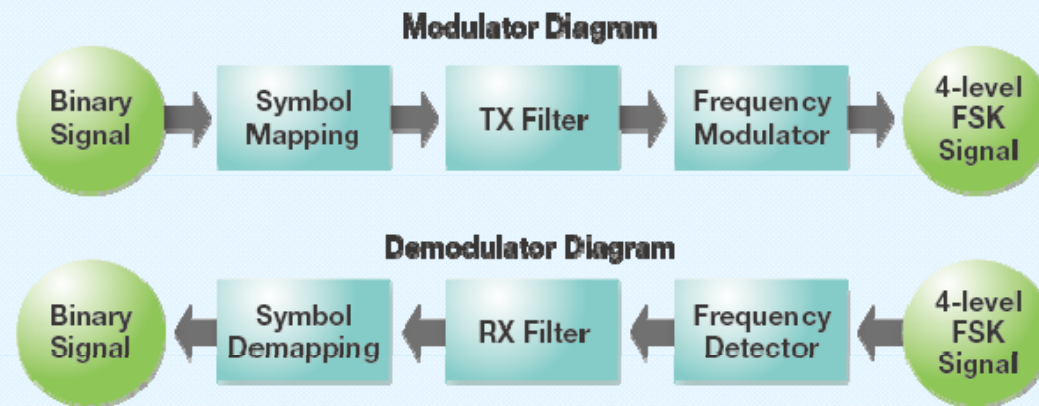 Modulator Diagram
Binary
Signal
Symbol
Mapping
TX Filter
Frequency
Modulator
4-level
FSK
Signal
Demodulator Diagram
Binary
Signal
Symbol
Demapping
RX Filter
Frequency
Detector
4-level
FSK
Signal